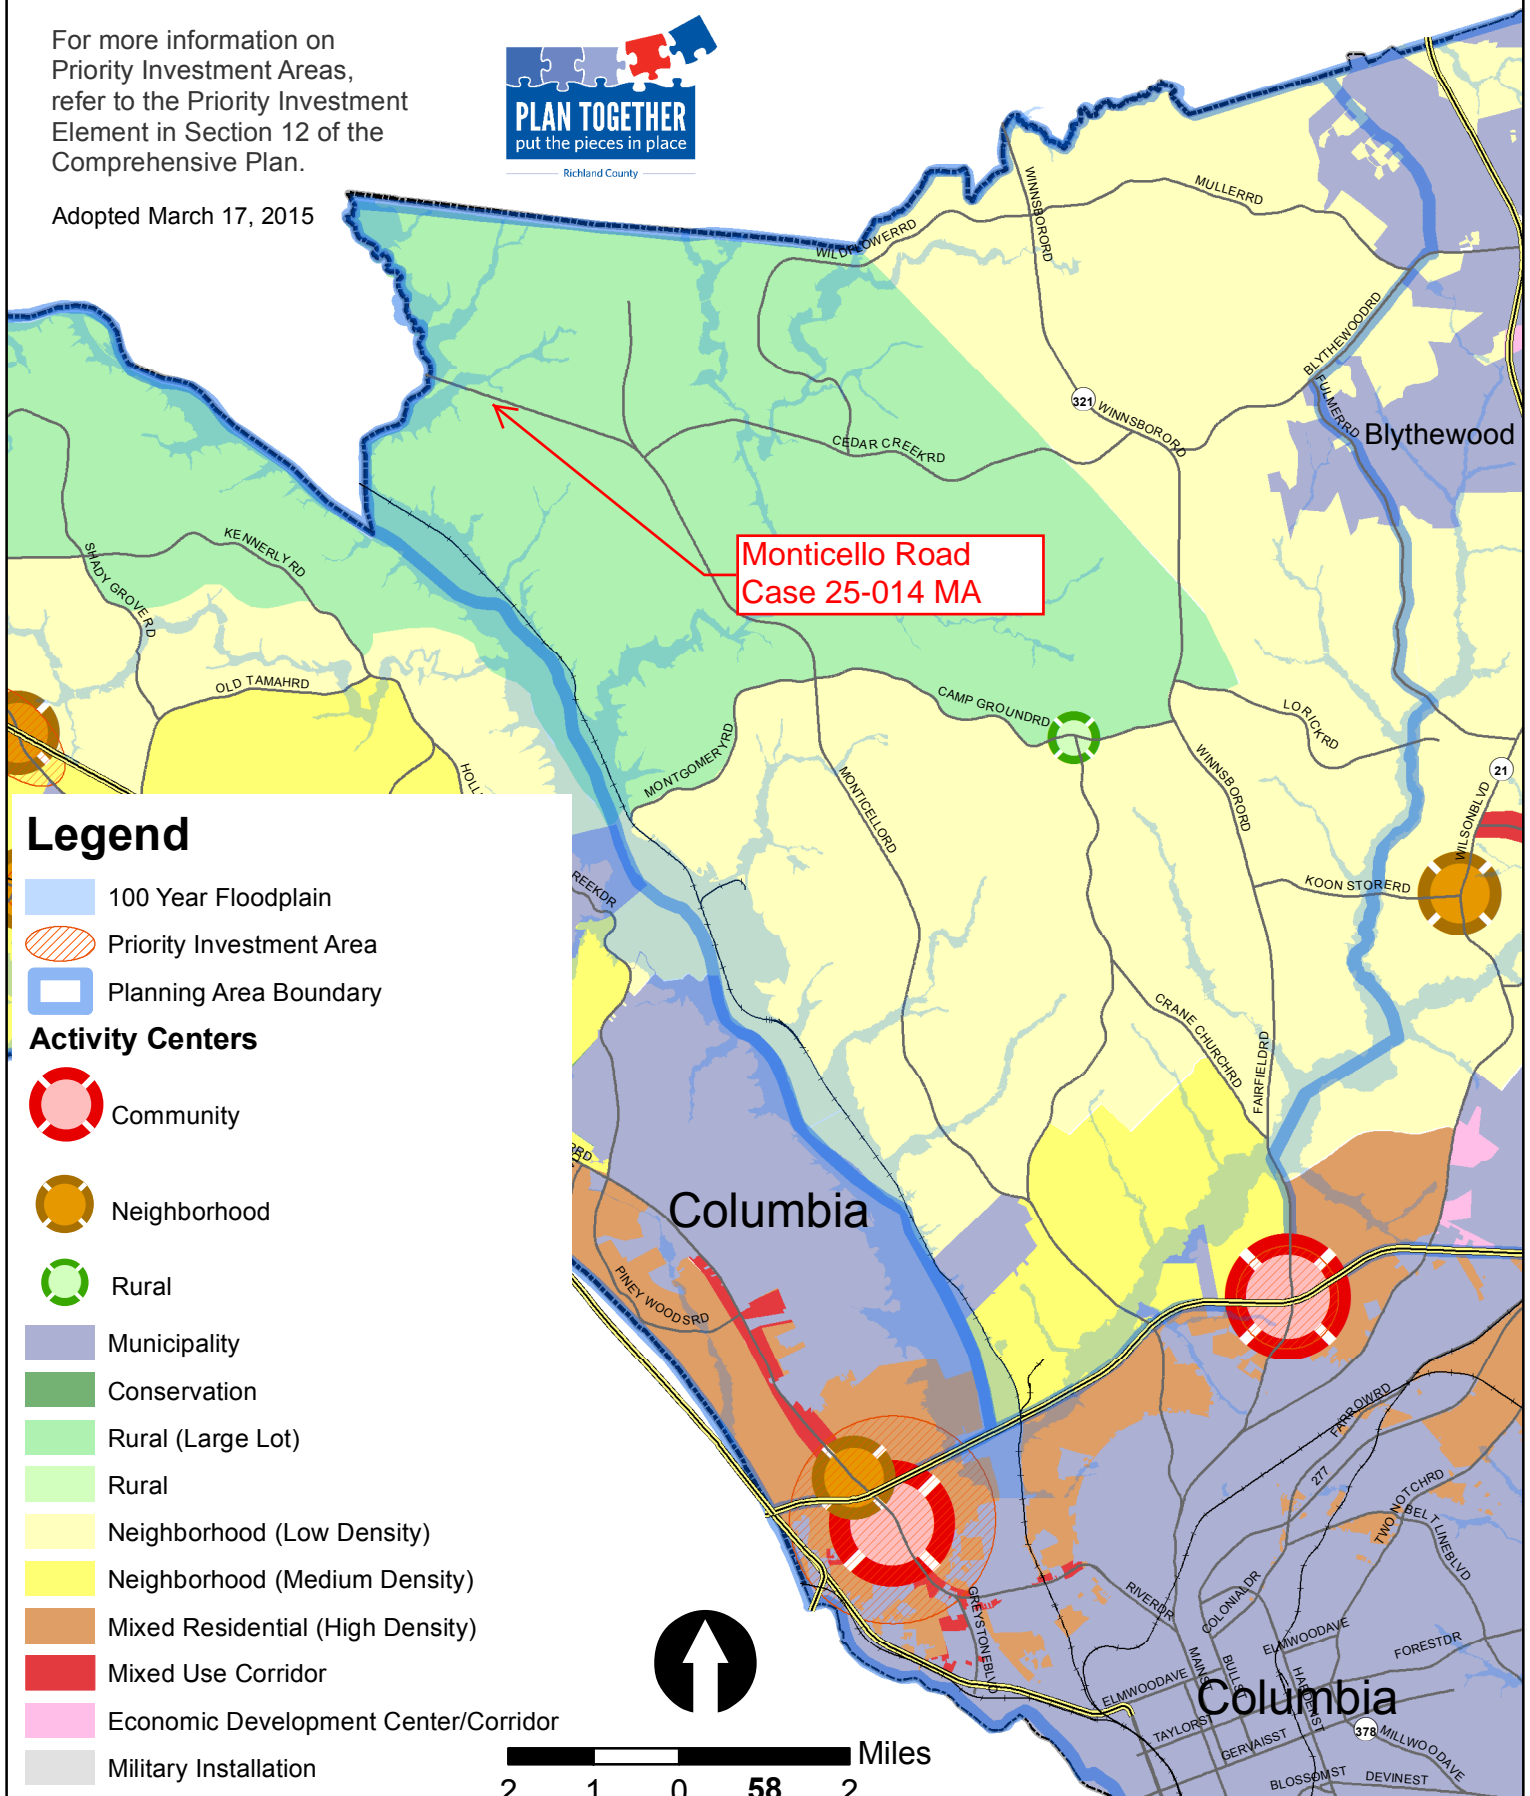 For more information on
Priority Investment Areas,
refer to the Priority Investment
Element in Section 12 of the
Comprehensive Plan.
Adopted March 17, 2015
PLAN TOGETHER
put the pieces in place
Richland County
WINNSBORORD
MULLERRD
WILDFLOWERRD
BLYTHEWOODRD
FULMERRD
321
WINNSBORORD
Blythewood
CEDAR CREEKRD
Monticello Road
Case 25-014 MA
KENNERLYRD
SHADY GROVERD
OLD TAMAHRD
CAMP GROUNDRD
LORICKRD
MONTGOMERYRD
MONTICELLORD
WINNSBORORD
21
WILSONBLVD
KOON STORERD
HOLL
REEKDR
CRANE CHURCHRD
FAIRFIELDRD
Columbia
PINEY WOODSRD
FARROWRD
277
TWO NOTCHRD
BELTLINEBLVD
GREYSTONEBLVD
RIVERDR
COLONIALDR
ELMWOODAVE
FORESTDR
MAINST
BULLST
HARDENST
ELMWOODAVE
Columbia
TAYLORST
GERVAISST
378
MILLWOODAVE
BLOSSOMST
DEVINEST
Legend
100 Year Floodplain
Priority Investment Area
Planning Area Boundary
Activity Centers
Community
Neighborhood
Rural
Municipality
Conservation
Rural (Large Lot)
Rural
Neighborhood (Low Density)
Neighborhood (Medium Density)
Mixed Residential (High Density)
Mixed Use Corridor
Economic Development Center/Corridor
Military Installation
Miles
2 1 0 58 2